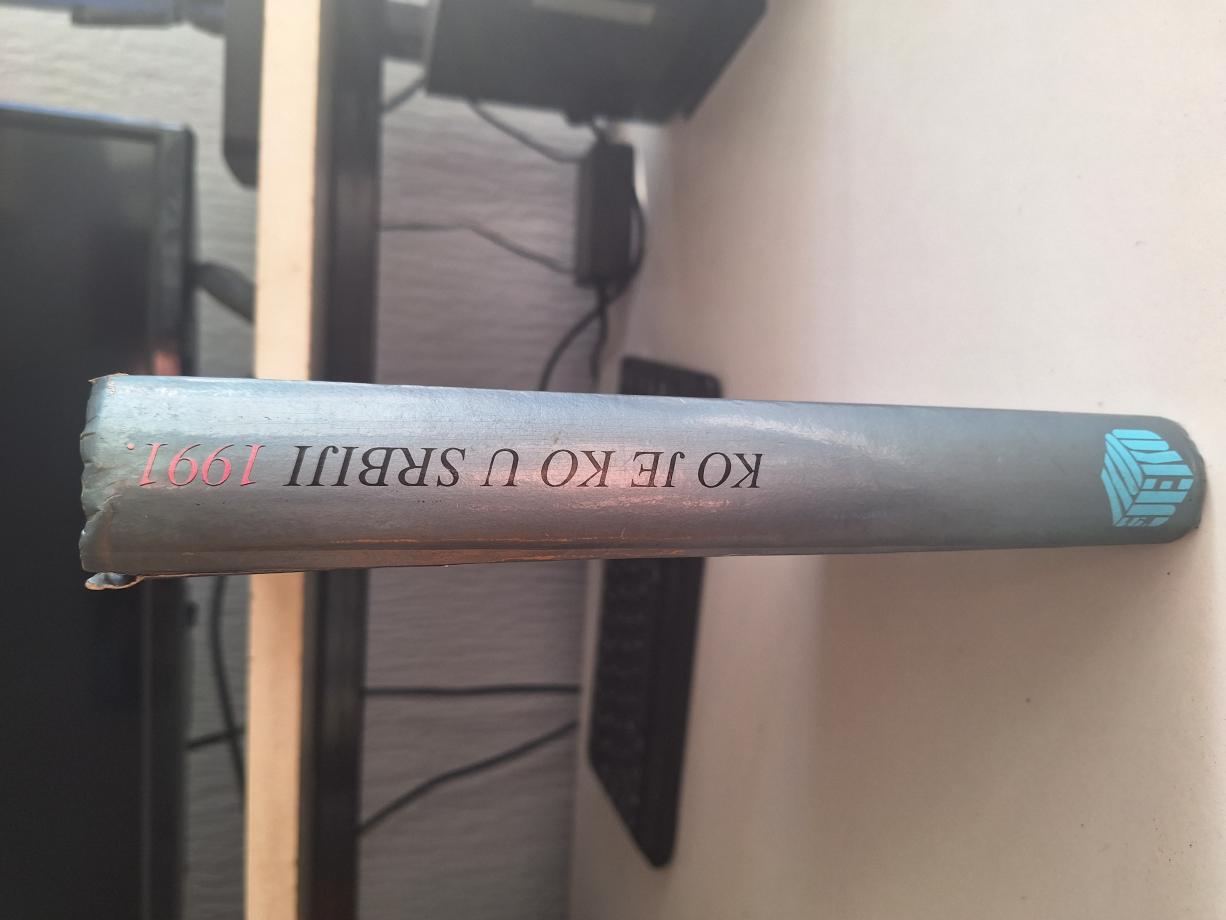 KO JE KO U SRBIJI 1991.